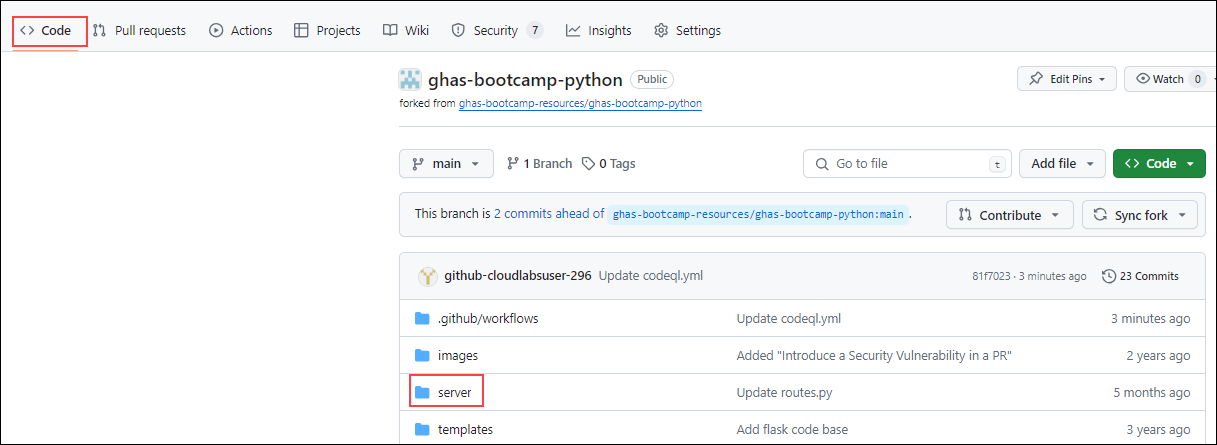 Code Pull requests Actions Projects Wiki Security 7 Insights Settings
ghas-bootcamp-python Public Edit Pins Watch 0
forked from ghas-bootcamp-resources/ghas-bootcamp-python
main 1 Branch 0 Tags Go to file t Add file Code
This branch is 2 commits ahead of ghas-bootcamp-resources/ghas-bootcamp-python:main . Contribute Sync fork
github-cloudlabsuser-296 Update codeql.yml 81f7023 · 3 minutes ago 23 Commits
.github/workflows Update codeql.yml 3 minutes ago
images Added "Introduce a Security Vulnerability in a PR" 2 years ago
server Update routes.py 5 months ago
templates Add flask code base 3 years ago